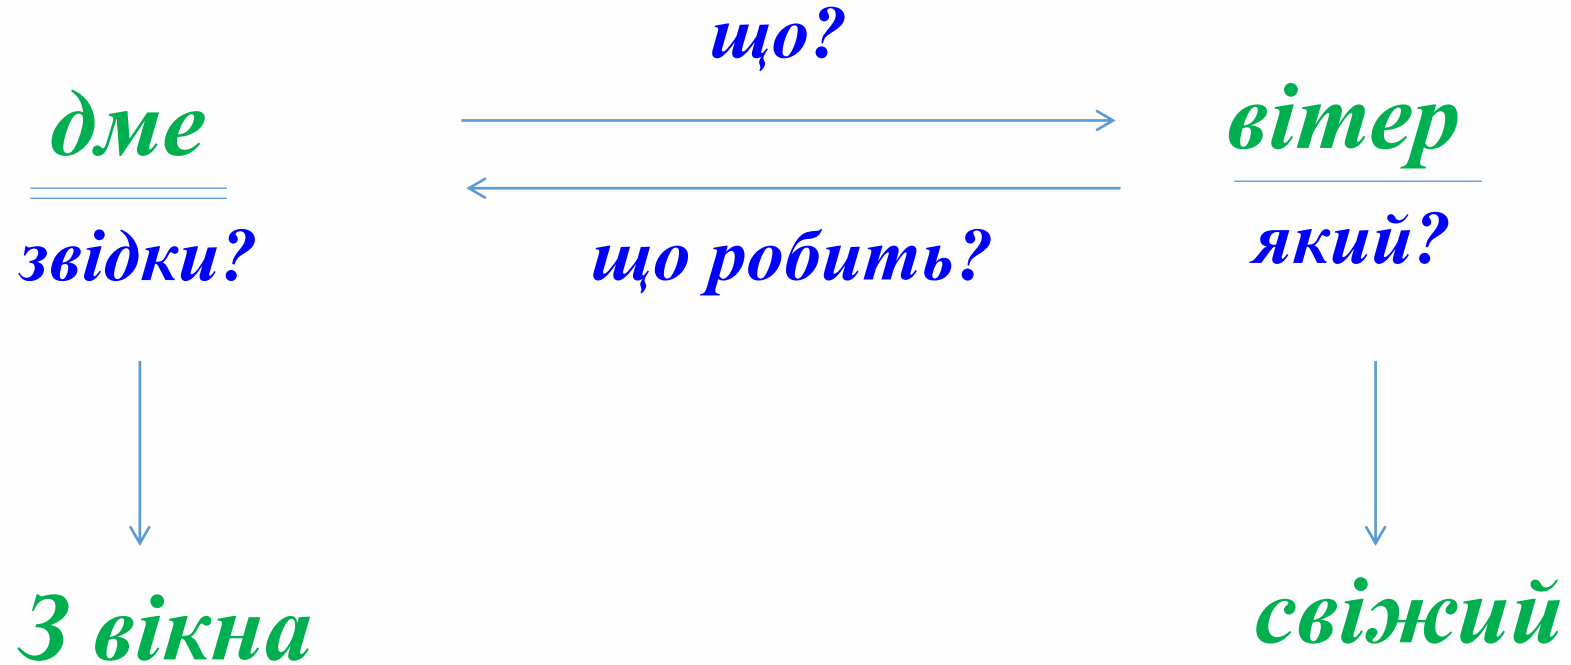 що?
дме
вітер
звідки?
що робить?
який?
З вікна
свіжий